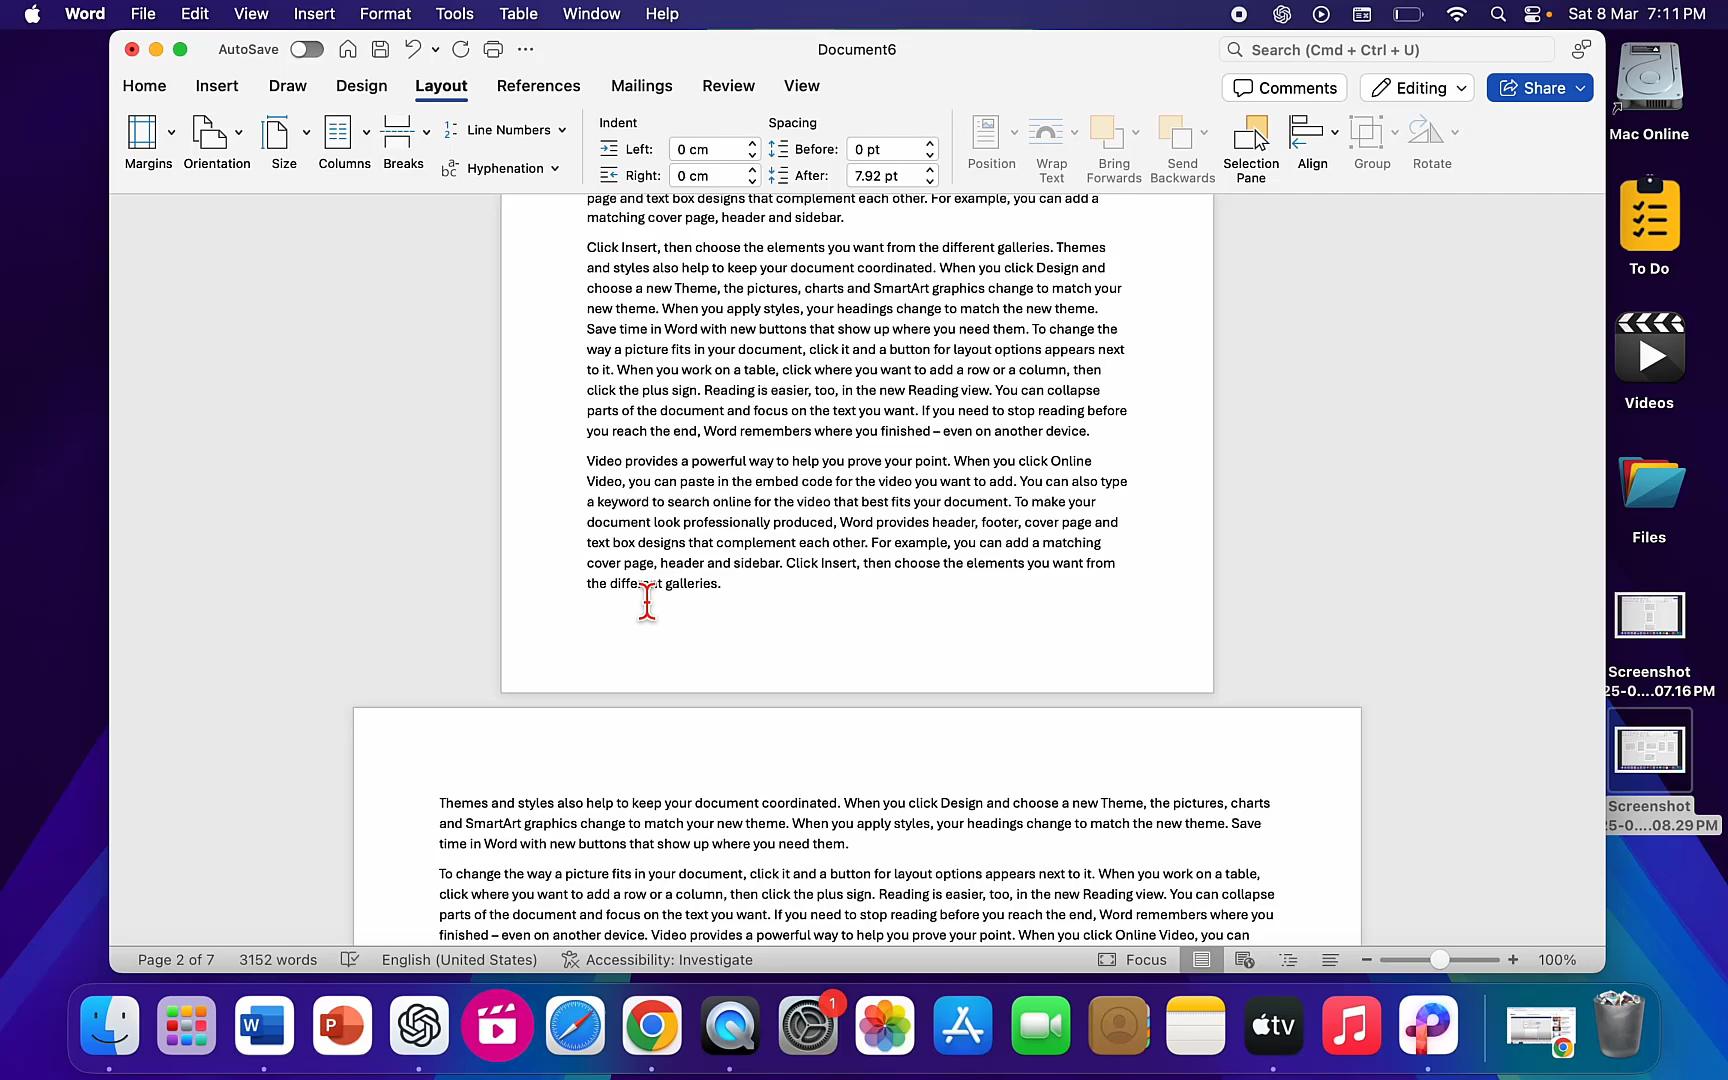 Word File Edit View Insert Format Tools Table Window Help Sat 8 Mar 7:11 PM
AutoSave Document6 Search (Cmd + Ctrl + U)
Home Insert Draw Design Layout References Mailings Review View Comments Editing Share
Margins Orientation Size Columns Breaks Line Numbers Hyphenation
Indent Spacing
Left: 0 cm Before: 0 pt
Right: 0 cm After: 7.92 pt
Position Wrap Text Bring Forwards Send Backwards Selection Pane Align Group Rotate
page and text box designs that complement each other. For example, you can add a
matching cover page, header and sidebar.
Click Insert, then choose the elements you want from the different galleries. Themes
and styles also help to keep your document coordinated. When you click Design and
choose a new Theme, the pictures, charts and SmartArt graphics change to match your
new theme. When you apply styles, your headings change to match the new theme.
Save time in Word with new buttons that show up where you need them. To change the
way a picture fits in your document, click it and a button for layout options appears next
to it. When you work on a table, click where you want to add a row or a column, then
click the plus sign. Reading is easier, too, in the new Reading view. You can collapse
parts of the document and focus on the text you want. If you need to stop reading before
you reach the end, Word remembers where you finished – even on another device.
Video provides a powerful way to help you prove your point. When you click Online
Video, you can paste in the embed code for the video you want to add. You can also type
a keyword to search online for the video that best fits your document. To make your
document look professionally produced, Word provides header, footer, cover page and
text box designs that complement each other. For example, you can add a matching
cover page, header and sidebar. Click Insert, then choose the elements you want from
the different galleries.
Themes and styles also help to keep your document coordinated. When you click Design and choose a new Theme, the pictures, charts
and SmartArt graphics change to match your new theme. When you apply styles, your headings change to match the new theme. Save
time in Word with new buttons that show up where you need them.
To change the way a picture fits in your document, click it and a button for layout options appears next to it. When you work on a table,
click where you want to add a row or a column, then click the plus sign. Reading is easier, too, in the new Reading view. You can collapse
parts of the document and focus on the text you want. If you need to stop reading before you reach the end, Word remembers where you
finished – even on another device. Video provides a powerful way to help you prove your point. When you click Online Video, you can
Page 2 of 7 3152 words English (United States) Accessibility: Investigate Focus 100%
Mac Online
To Do
Videos
Files
Screenshot
25-0....07.16 PM
Screenshot
25-0....08.29 PM
W
P
1
tv